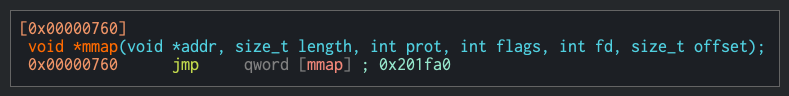 [0x00000760]
void *mmap(void *addr, size_t length, int prot, int flags, int fd, size_t offset);
0x00000760 jmp qword [mmap] ; 0x201fa0